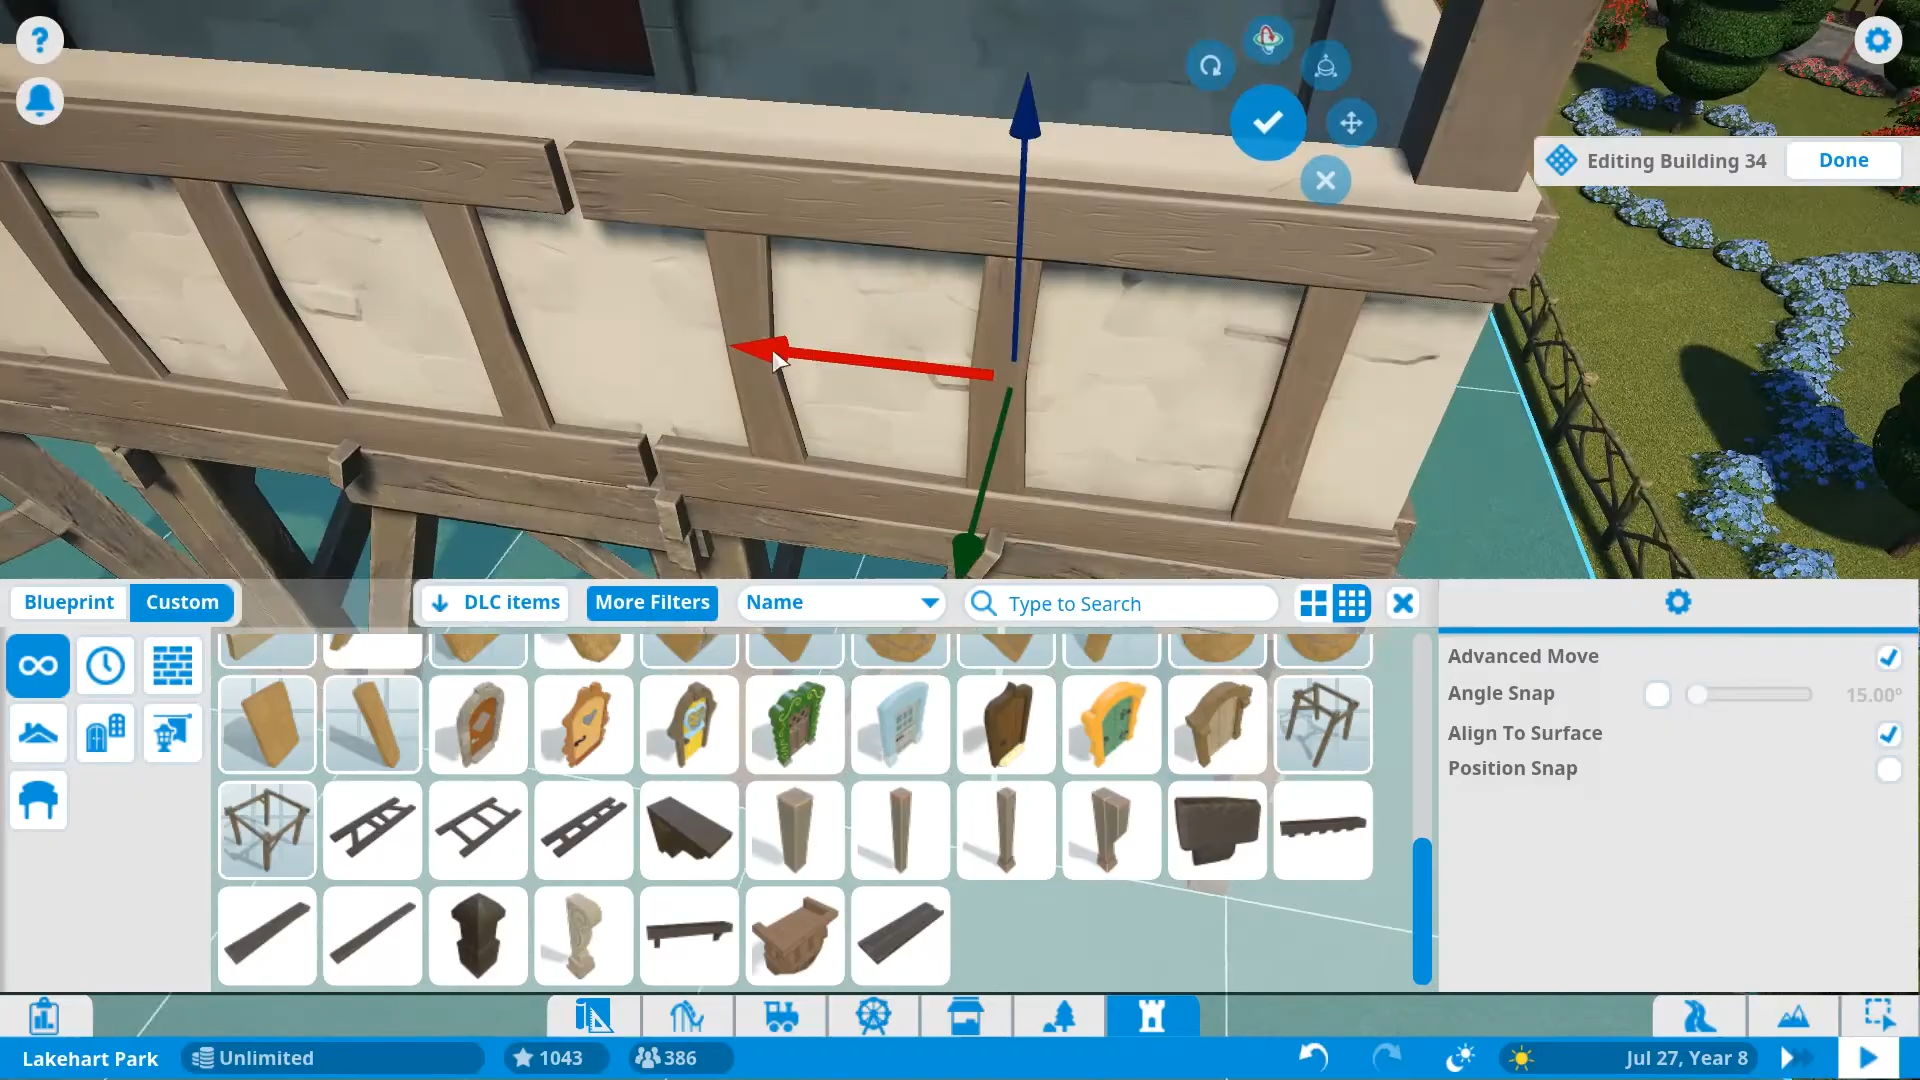 ?
Editing Building 34
Done
Blueprint
Custom
DLC items
More Filters
Name
Type to Search
Advanced Move
Angle Snap
15.00°
Align To Surface
Position Snap
Lakehart Park
Unlimited
1043
386
Jul 27, Year 8